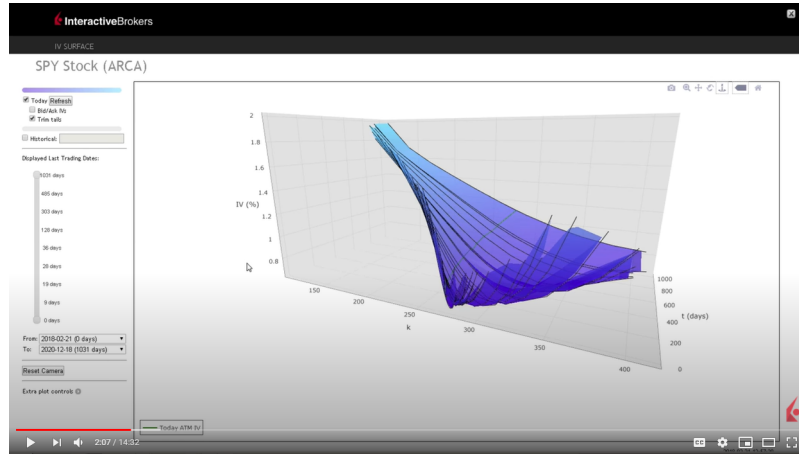 InteractiveBrokers
IV SURFACE
SPY Stock (ARCA)
Today Refresh
Bid/Ask IVs
Trim tails
Historical:
Displayed Last Trading Dates:
1031 days
485 days
303 days
128 days
36 days
28 days
19 days
9 days
0 days
From: 2018-02-21 (0 days)
To: 2020-12-18 (1031 days)
Reset Camera
Extra plot controls
2
1.8
1.6
1.4
IV (%)
1.2
1
0.8
150
200
250
k
300
350
400
1000
800
600
400
t (days)
200
0
Today ATM IV
2:07 / 14:32